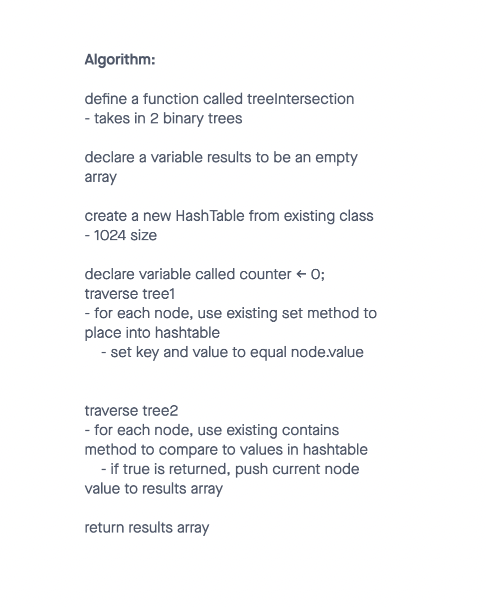 Algorithm:
define a function called treeIntersection
- takes in 2 binary trees
declare a variable results to be an empty
array
create a new HashTable from existing class
- 1024 size
declare variable called counter ← 0;
traverse tree1
- for each node, use existing set method to
place into hashtable
- set key and value to equal node.value
traverse tree2
- for each node, use existing contains
method to compare to values in hashtable
- if true is returned, push current node
value to results array
return results array